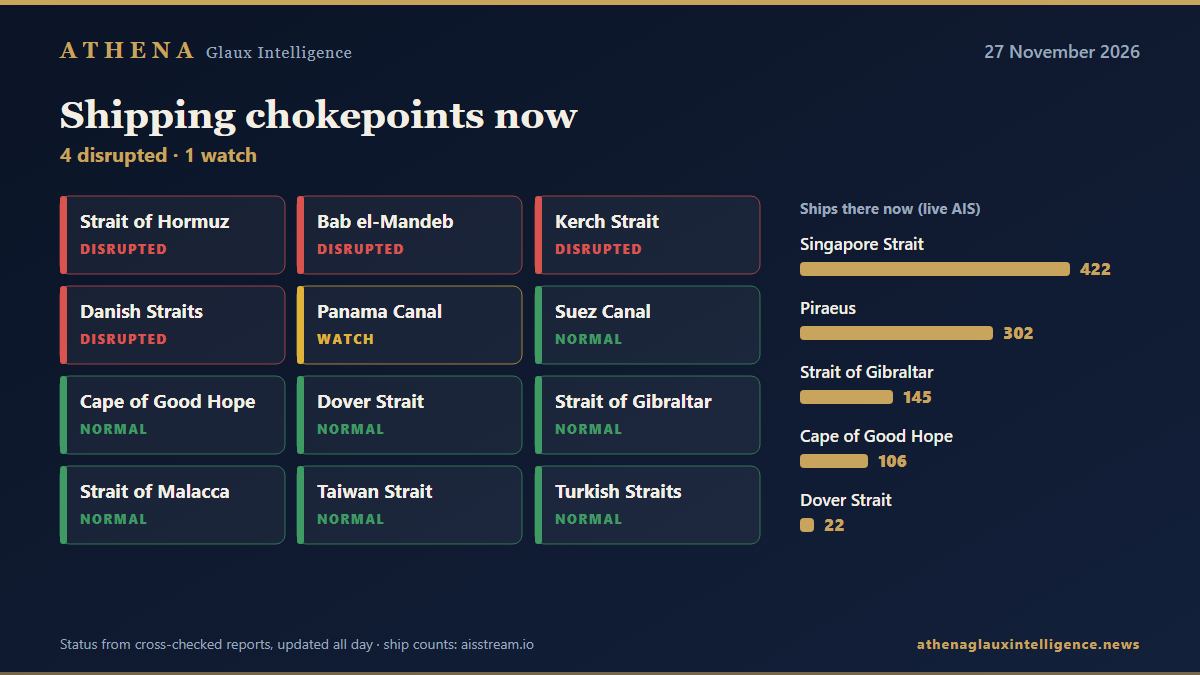 ATHENA Glaux Intelligence
27 November 2026
Shipping chokepoints now
4 disrupted · 1 watch
Strait of Hormuz
DISRUPTED
Bab el-Mandeb
DISRUPTED
Kerch Strait
DISRUPTED
Danish Straits
DISRUPTED
Panama Canal
WATCH
Suez Canal
NORMAL
Cape of Good Hope
NORMAL
Dover Strait
NORMAL
Strait of Gibraltar
NORMAL
Strait of Malacca
NORMAL
Taiwan Strait
NORMAL
Turkish Straits
NORMAL
Ships there now (live AIS)
Singapore Strait
422
Piraeus
302
Strait of Gibraltar
145
Cape of Good Hope
106
Dover Strait
22
Status from cross-checked reports, updated all day · ship counts: aisstream.io
athenaglauxintelligence.news